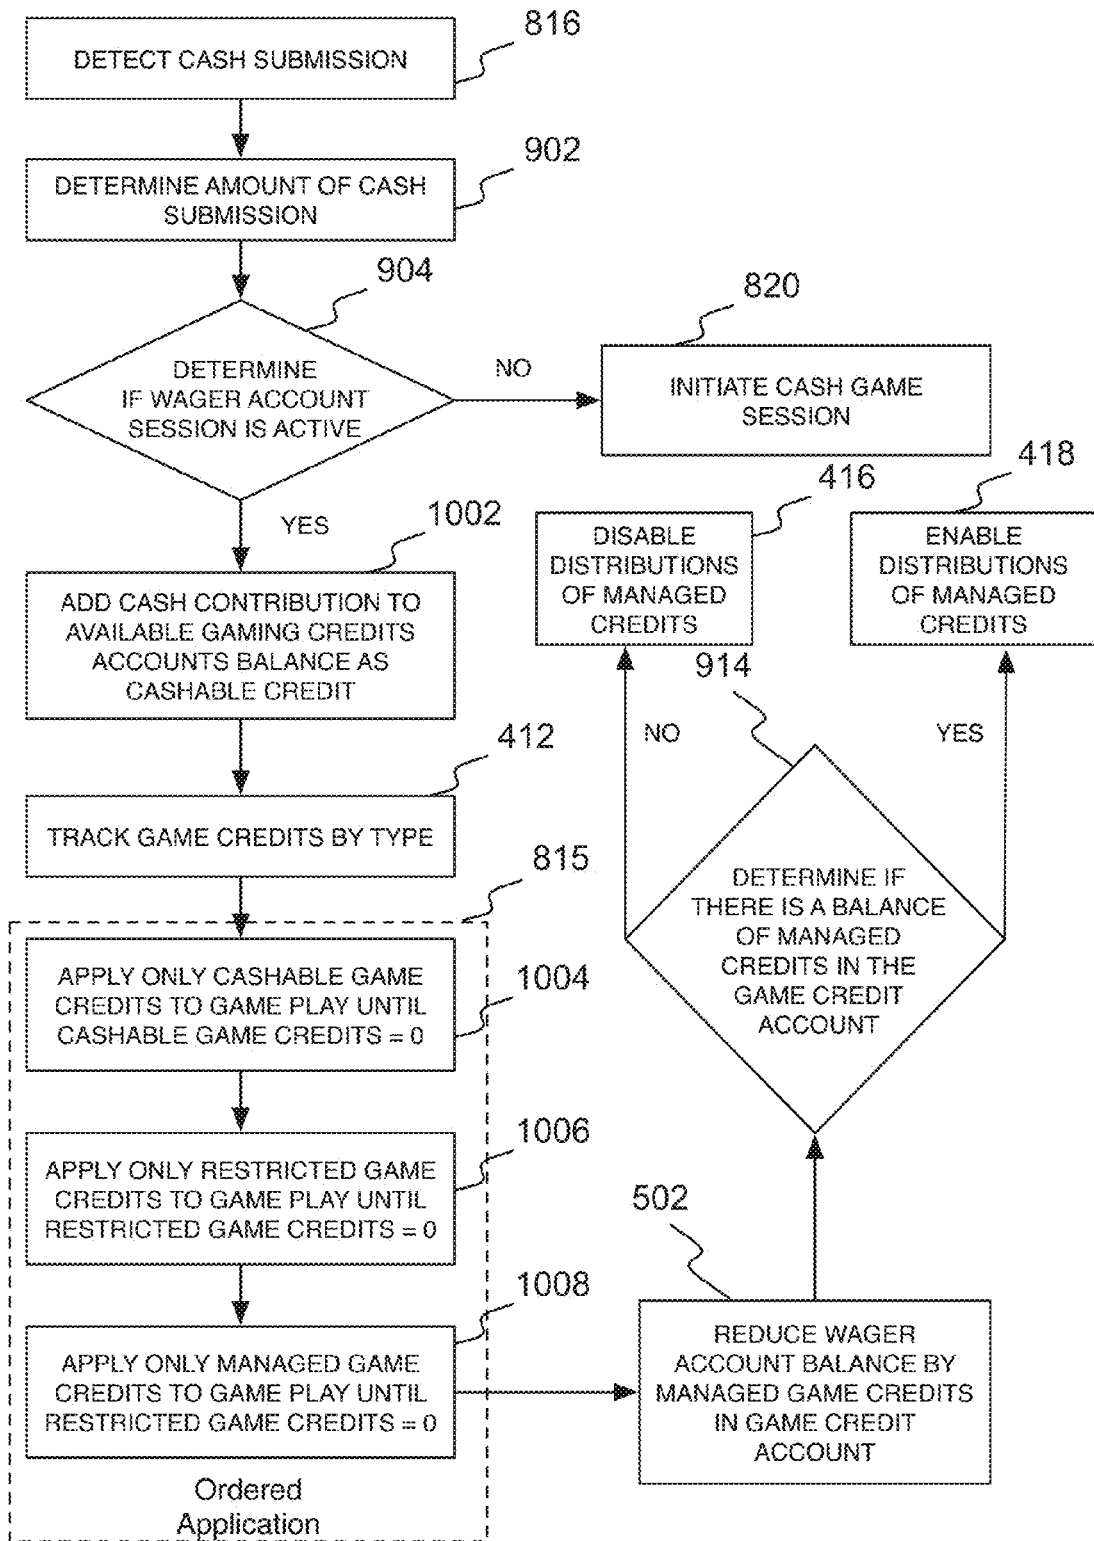 816
DETECT CASH SUBMISSION
902
DETERMINE AMOUNT OF CASH
SUBMISSION
904
DETERMINE
IF WAGER ACCOUNT
SESSION IS ACTIVE
NO
820
INITIATE CASH GAME
SESSION
YES
1002
ADD CASH CONTRIBUTION TO
AVAILABLE GAMING CREDITS
ACCOUNTS BALANCE AS
CASHABLE CREDIT
412
TRACK GAME CREDITS BY TYPE
815
APPLY ONLY CASHABLE GAME
CREDITS TO GAME PLAY UNTIL
CASHABLE GAME CREDITS = 0
1004
APPLY ONLY RESTRICTED GAME
CREDITS TO GAME PLAY UNTIL
RESTRICTED GAME CREDITS = 0
1006
APPLY ONLY MANAGED GAME
CREDITS TO GAME PLAY UNTIL
RESTRICTED GAME CREDITS = 0
1008
Ordered
Application
502
REDUCE WAGER
ACCOUNT BALANCE BY
MANAGED GAME CREDITS
IN GAME CREDIT
ACCOUNT
914
DETERMINE IF
THERE IS A BALANCE
OF MANAGED
CREDITS IN THE
GAME CREDIT
ACCOUNT
NO
YES
416
DISABLE
DISTRIBUTIONS
OF MANAGED
CREDITS
418
ENABLE
DISTRIBUTIONS
OF MANAGED
CREDITS